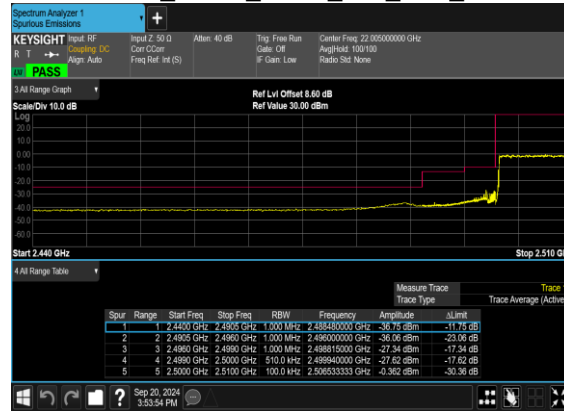 Spectrum Analyzer 1
Spurious Emissions
KEYSIGHT Input: RF Input Z: 50 Ω Atten: 40 dB Trig: Free Run Center Freq: 22.005000000 GHz
R T Coupling: DC Corr CCorr Gate: Off Avg|Hold: 100/100
Align: Auto Freq Ref: Int (S) IF Gain: Low Radio Std: None
LW PASS
3 All Range Graph Ref Lvl Offset 8.60 dB
Scale/Div 10.0 dB Ref Value 30.00 dBm
Log
20.0
10.0
0.00
-10.0
-20.0
-30.0
-40.0
-50.0
-60.0
Start 2.440 GHz Stop 2.510 G
4 All Range Table
Measure Trace Trace
Trace Type Trace Average (Active
Spur Range Start Freq Stop Freq RBW Frequency Amplitude ΔLimit
1 1 2.4400 GHz 2.4905 GHz 1.000 MHz 2.488480000 GHz -36.75 dBm -11.75 dB
2 2 2.4905 GHz 2.4960 GHz 1.000 MHz 2.496000000 GHz -36.06 dBm -23.06 dB
3 3 2.4960 GHz 2.4990 GHz 1.000 MHz 2.498815000 GHz -27.34 dBm -17.34 dB
4 4 2.4990 GHz 2.5000 GHz 510.0 kHz 2.499940000 GHz -27.62 dBm -17.62 dB
5 5 2.5000 GHz 2.5100 GHz 100.0 kHz 2.506533333 GHz -0.362 dBm -30.36 dB
? Sep 20, 2024
3:53:54 PM